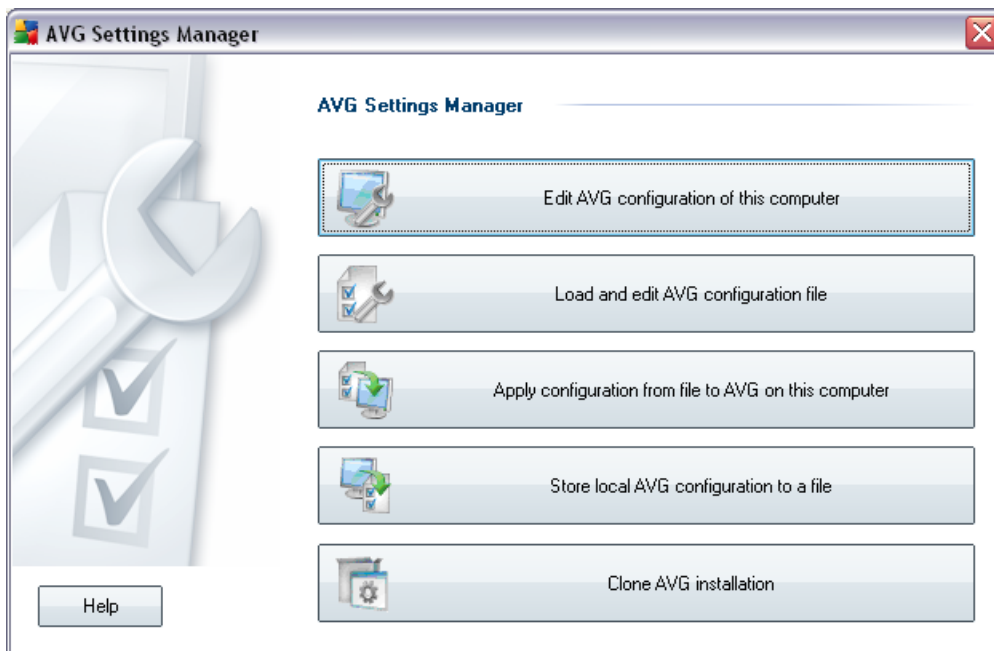 AVG Settings Manager
AVG Settings Manager
Edit AVG configuration of this computer
Load and edit AVG configuration file
Apply configuration from file to AVG on this computer
Store local AVG configuration to a file
Clone AVG installation
Help